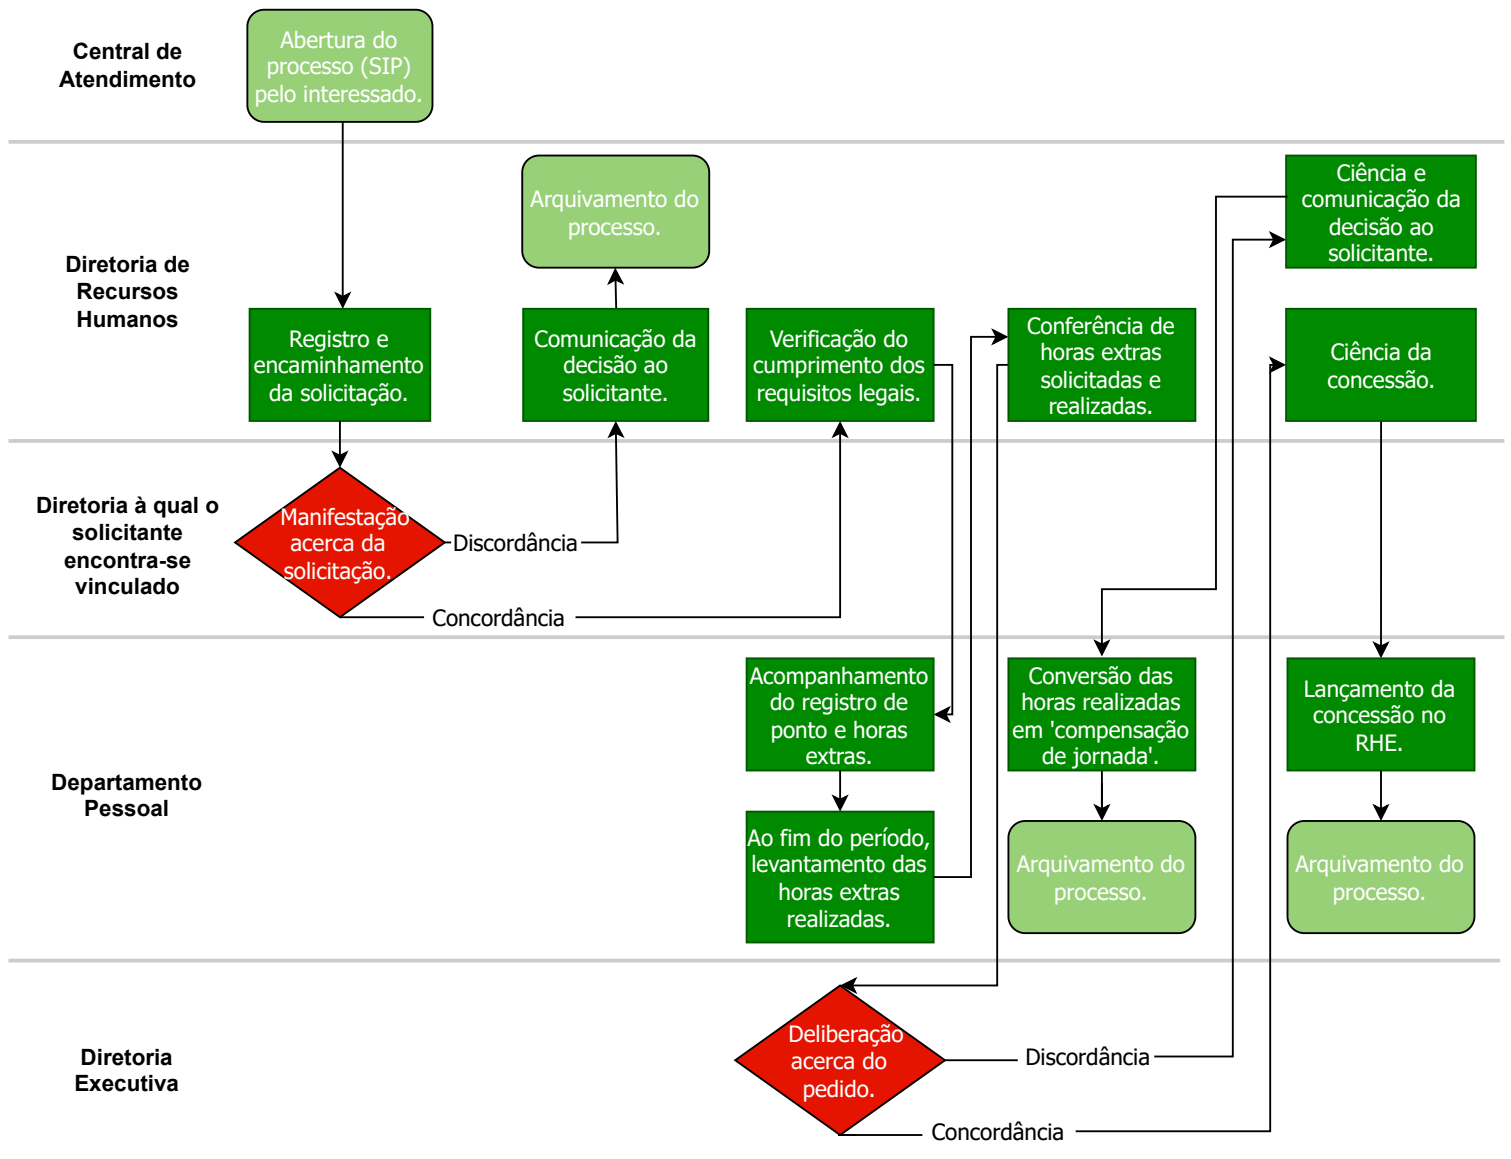 Central de
Atendimento
Abertura do
processo (SIP)
pelo interessado.
Diretoria de
Recursos
Humanos
Arquivamento do
processo.
Ciência e
comunicação da
decisão ao
solicitante.
Registro e
encaminhamento
da solicitação.
Comunicação da
decisão ao
solicitante.
Verificação do
cumprimento dos
requisitos legais.
Conferência de
horas extras
solicitadas e
realizadas.
Ciência da
concessão.
Diretoria à qual o
solicitante
encontra-se
vinculado
Manifestação
acerca da
solicitação.
Discordância
Concordância
Departamento
Pessoal
Acompanhamento
do registro de
ponto e horas
extras.
Conversão das
horas realizadas
em 'compensação
de jornada'.
Lançamento da
concessão no
RHE.
Ao fim do período,
levantamento das
horas extras
realizadas.
Arquivamento do
processo.
Arquivamento do
processo.
Diretoria
Executiva
Deliberação
acerca do
pedido.
Discordância
Concordância